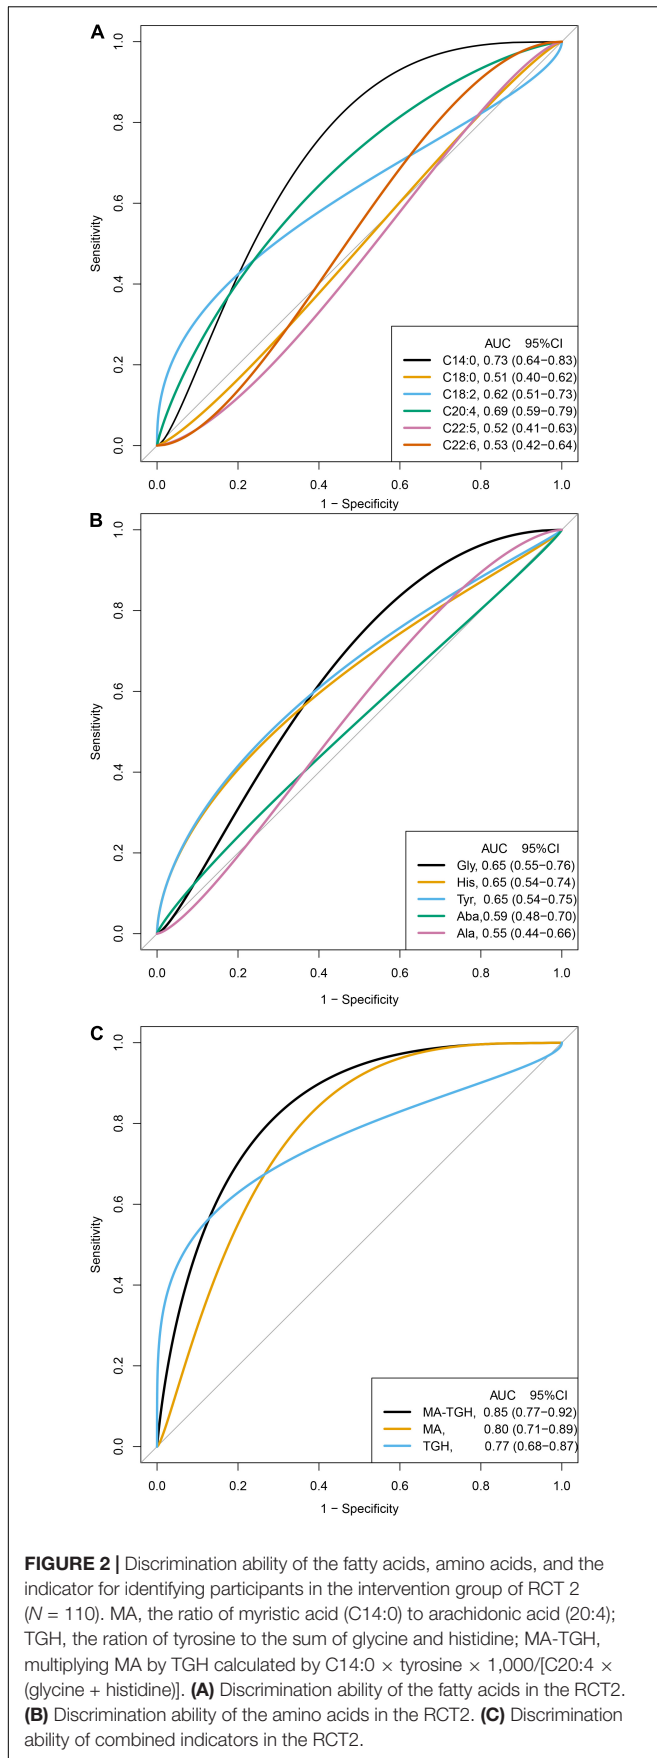 A
1.0
0.8
0.6
0.4
0.2
0.0
Sensitivity
AUC 95%CI
C14:0, 0.73 (0.64–0.83)
C18:0, 0.51 (0.40–0.62)
C18:2, 0.62 (0.51–0.73)
C20:4, 0.69 (0.59–0.79)
C22:5, 0.52 (0.41–0.63)
C22:6, 0.53 (0.42–0.64)
0.0 0.2 0.4 0.6 0.8 1.0
1 − Specificity
B
1.0
0.8
0.6
0.4
0.2
0.0
Sensitivity
AUC 95%CI
Gly, 0.65 (0.55–0.76)
His, 0.65 (0.54–0.74)
Tyr, 0.65 (0.54–0.75)
Aba, 0.59 (0.48–0.70)
Ala, 0.55 (0.44–0.66)
0.0 0.2 0.4 0.6 0.8 1.0
1 − Specificity
C
1.0
0.8
0.6
0.4
0.2
0.0
Sensitivity
AUC 95%CI
MA-TGH, 0.85 (0.77–0.92)
MA, 0.80 (0.71–0.89)
TGH, 0.77 (0.68–0.87)
0.0 0.2 0.4 0.6 0.8 1.0
1 − Specificity
FIGURE 2 | Discrimination ability of the fatty acids, amino acids, and the
indicator for identifying participants in the intervention group of RCT 2
(N = 110). MA, the ratio of myristic acid (C14:0) to arachidonic acid (20:4);
TGH, the ration of tyrosine to the sum of glycine and histidine; MA-TGH,
multiplying MA by TGH calculated by C14:0 × tyrosine × 1,000/[C20:4 ×
(glycine + histidine)]. (A) Discrimination ability of the fatty acids in the RCT2.
(B) Discrimination ability of the amino acids in the RCT2. (C) Discrimination
ability of combined indicators in the RCT2.